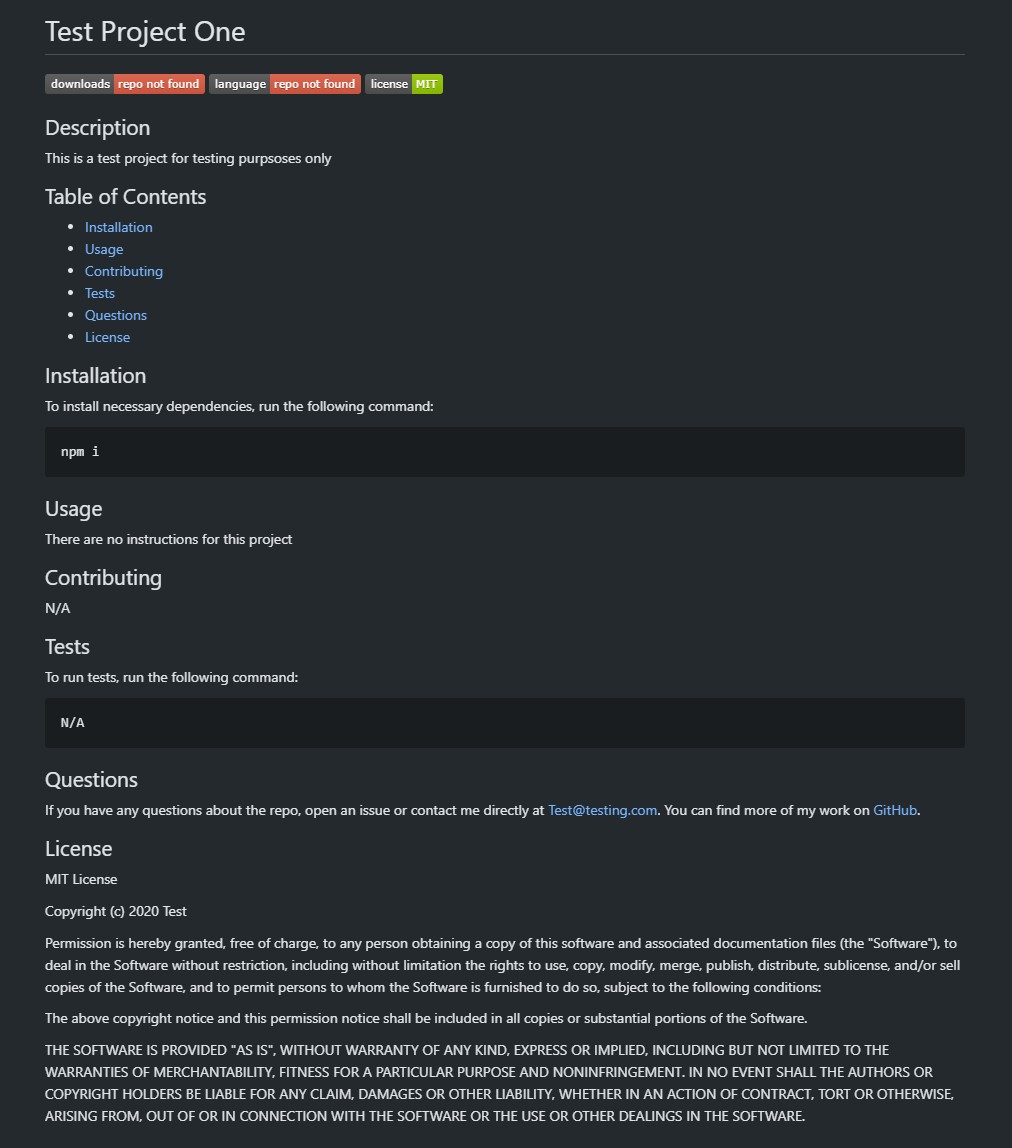 Test Project One
downloads repo not found language repo not found license MIT
Description
This is a test project for testing purpsoses only
Table of Contents
Installation
Usage
Contributing
Tests
Questions
License
Installation
To install necessary dependencies, run the following command:
npm i
Usage
There are no instructions for this project
Contributing
N/A
Tests
To run tests, run the following command:
N/A
Questions
If you have any questions about the repo, open an issue or contact me directly at Test@testing.com. You can find more of my work on GitHub.
License
MIT License
Copyright (c) 2020 Test
Permission is hereby granted, free of charge, to any person obtaining a copy of this software and associated documentation files (the "Software"), to
deal in the Software without restriction, including without limitation the rights to use, copy, modify, merge, publish, distribute, sublicense, and/or sell
copies of the Software, and to permit persons to whom the Software is furnished to do so, subject to the following conditions:
The above copyright notice and this permission notice shall be included in all copies or substantial portions of the Software.
THE SOFTWARE IS PROVIDED "AS IS", WITHOUT WARRANTY OF ANY KIND, EXPRESS OR IMPLIED, INCLUDING BUT NOT LIMITED TO THE
WARRANTIES OF MERCHANTABILITY, FITNESS FOR A PARTICULAR PURPOSE AND NONINFRINGEMENT. IN NO EVENT SHALL THE AUTHORS OR
COPYRIGHT HOLDERS BE LIABLE FOR ANY CLAIM, DAMAGES OR OTHER LIABILITY, WHETHER IN AN ACTION OF CONTRACT, TORT OR OTHERWISE,
ARISING FROM, OUT OF OR IN CONNECTION WITH THE SOFTWARE OR THE USE OR OTHER DEALINGS IN THE SOFTWARE.